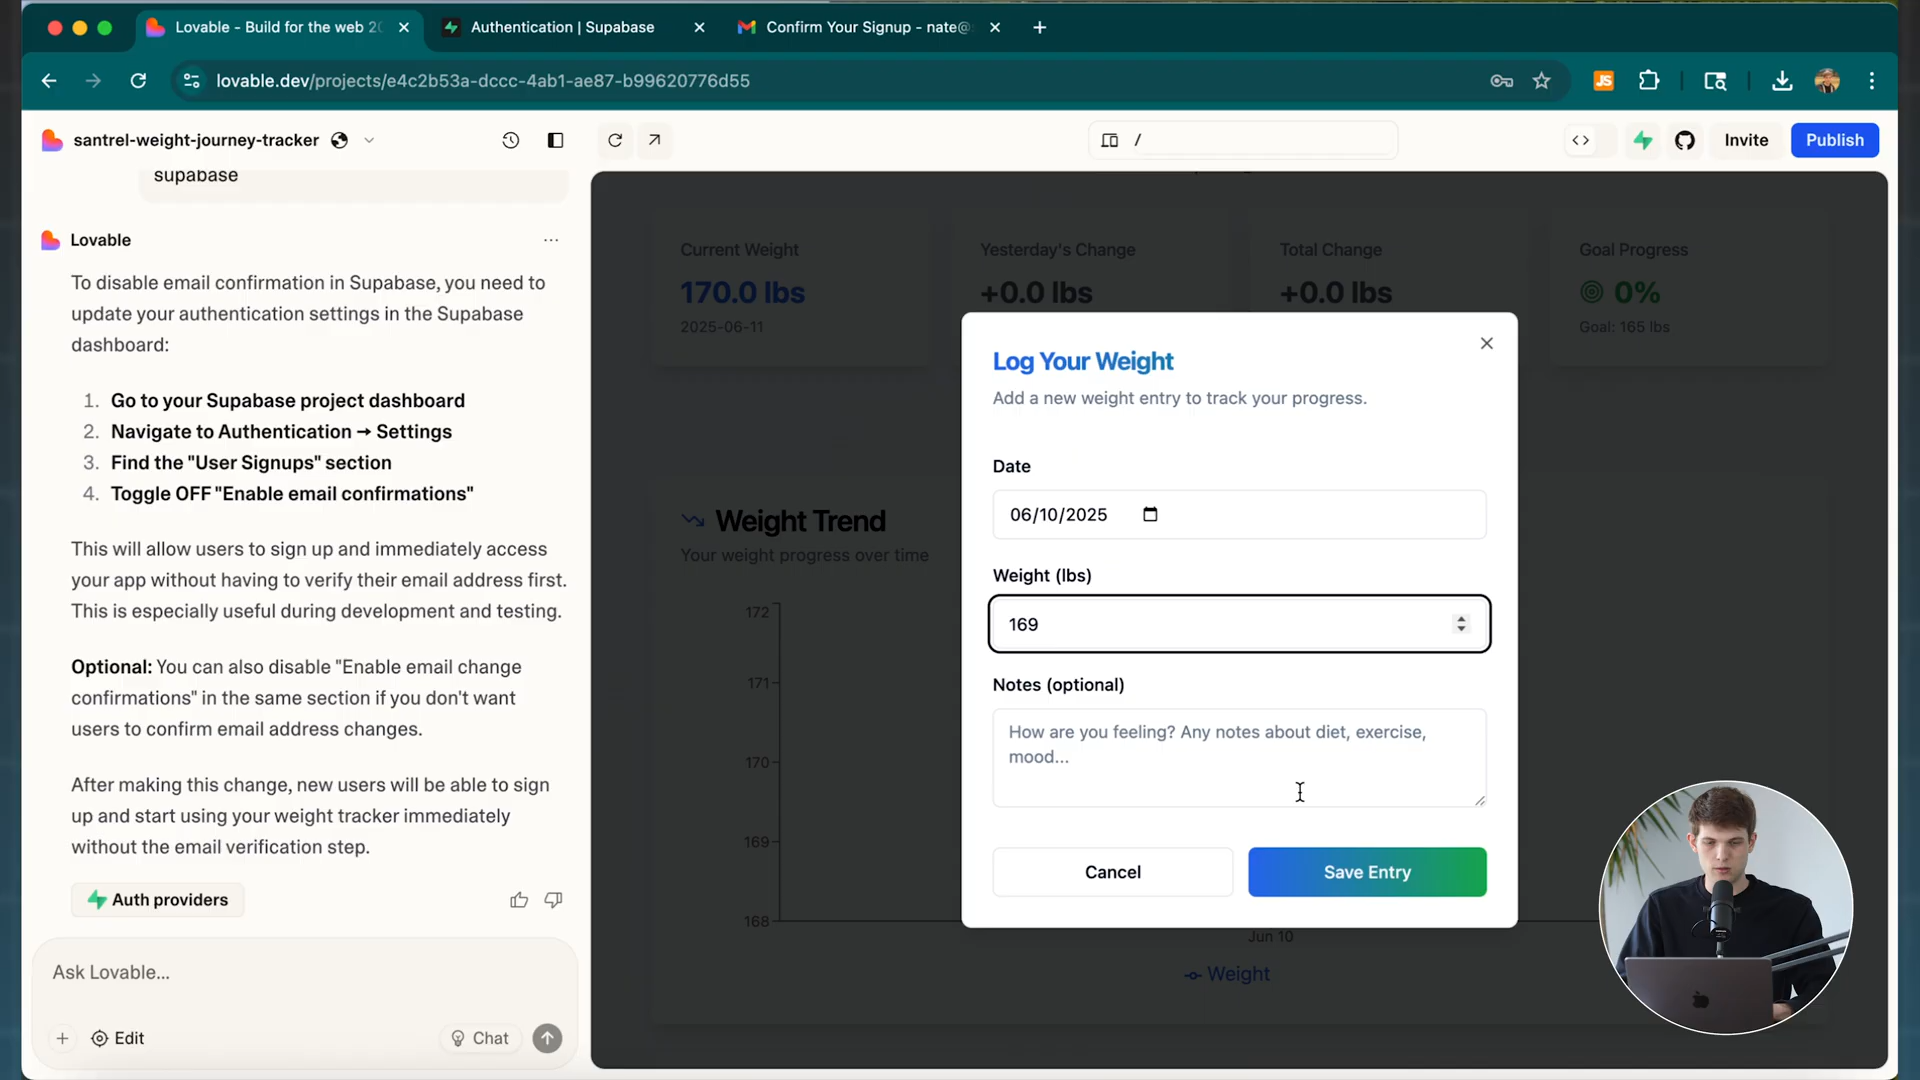 Lovable - Build for the web 20
Authentication | Supabase
Confirm Your Signup - nate@
lovable.dev/projects/e4c2b53a-dccc-4ab1-ae87-b99620776d55
JS
santrel-weight-journey-tracker
/
Invite
Publish
supabase
Lovable
To disable email confirmation in Supabase, you need to
update your authentication settings in the Supabase
dashboard:
1. Go to your Supabase project dashboard
2. Navigate to Authentication → Settings
3. Find the "User Signups" section
4. Toggle OFF "Enable email confirmations"
This will allow users to sign up and immediately access
your app without having to verify their email address first.
This is especially useful during development and testing.
Optional: You can also disable "Enable email change
confirmations" in the same section if you don't want
users to confirm email address changes.
After making this change, new users will be able to sign
up and start using your weight tracker immediately
without the email verification step.
Auth providers
Ask Lovable...
Edit
Chat
Current Weight
170.0 lbs
2025-06-11
Yesterday's Change
+0.0 lbs
Total Change
+0.0 lbs
Goal Progress
0%
Goal: 165 lbs
Weight Trend
Your weight progress over time
172
171
170
169
168
Jun 10
Weight
Log Your Weight
Add a new weight entry to track your progress.
Date
06/10/2025
Weight (lbs)
169
Notes (optional)
How are you feeling? Any notes about diet, exercise,
mood...
Cancel
Save Entry